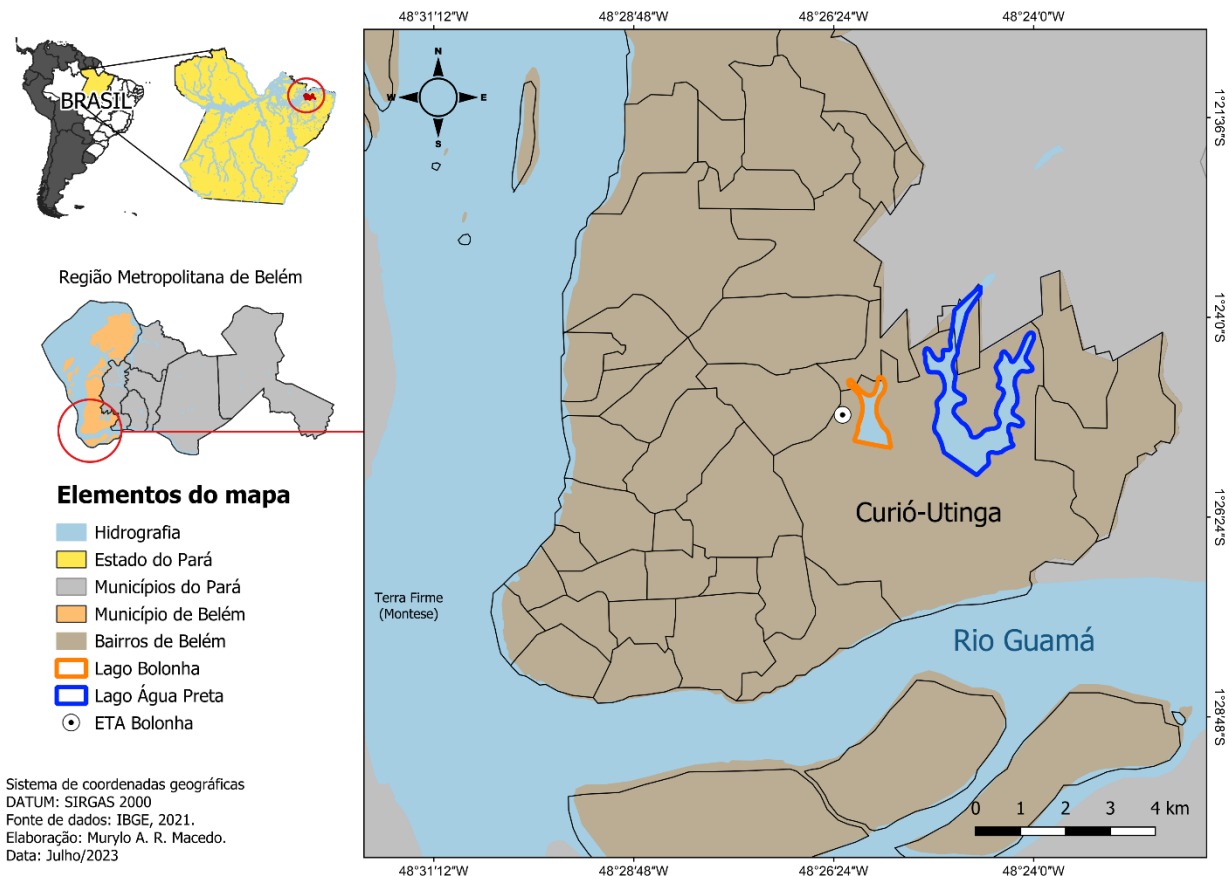 BRASIL
Região Metropolitana de Belém
Elementos do mapa
Hidrografia
Estado do Pará
Municípios do Pará
Município de Belém
Bairros de Belém
Lago Bolonha
Lago Água Preta
ETA Bolonha
Sistema de coordenadas geográficas
DATUM: SIRGAS 2000
Fonte de dados: IBGE, 2021.
Elaboração: Murylo A. R. Macedo.
Data: Julho/2023
48°31'12"W 48°28'48"W 48°26'24"W 48°24'0"W
N
W E
S
1°21'36"S
1°24'0"S
1°26'24"S
1°28'48"S
Curió-Utinga
Terra Firme
(Montese)
Rio Guamá
0 1 2 3 4 km
48°31'12"W 48°28'48"W 48°26'24"W 48°24'0"W